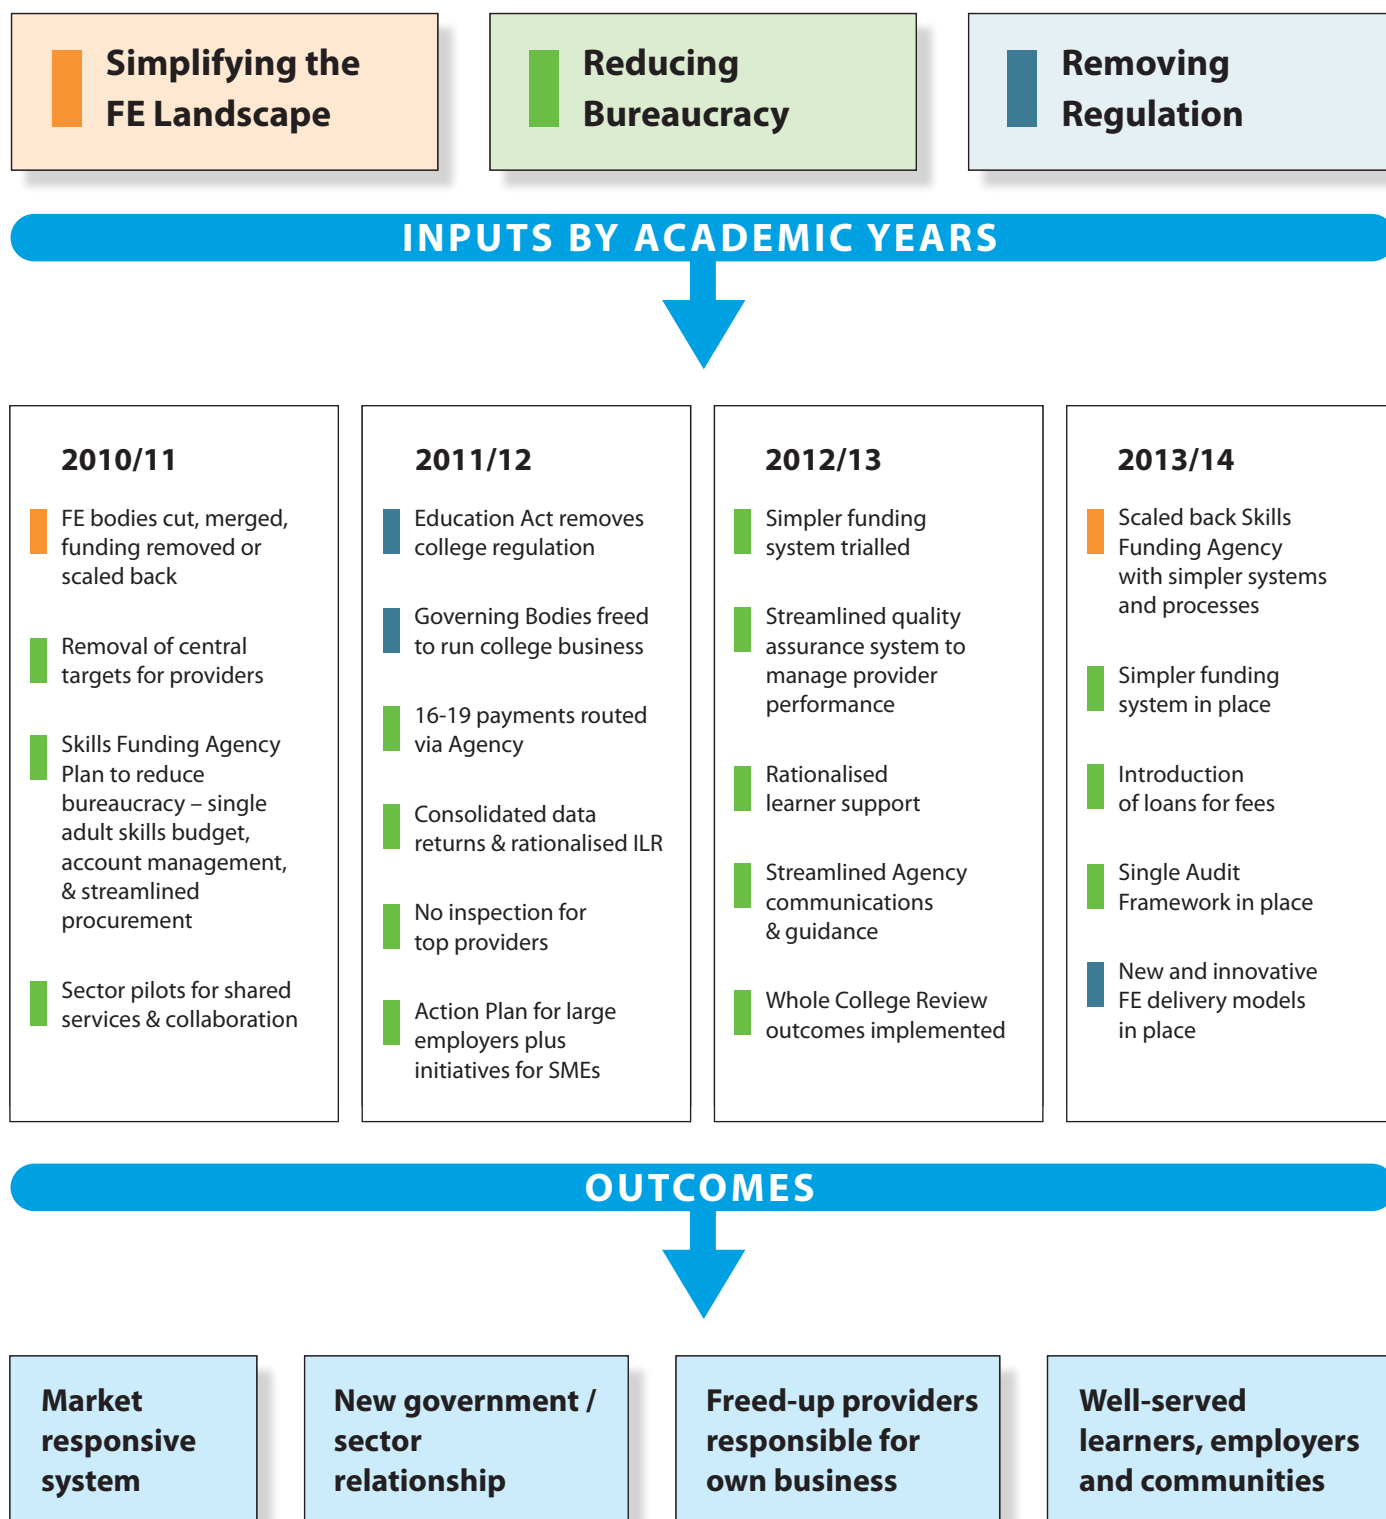 Simplifying the
FE Landscape
Reducing
Bureaucracy
Removing
Regulation
INPUTS BY ACADEMIC YEARS
2010/11
FE bodies cut, merged,
funding removed or
scaled back
Removal of central
targets for providers
Skills Funding Agency
Plan to reduce
bureaucracy – single
adult skills budget,
account management,
& streamlined
procurement
Sector pilots for shared
services & collaboration
2011/12
Education Act removes
college regulation
Governing Bodies freed
to run college business
16-19 payments routed
via Agency
Consolidated data
returns & rationalised ILR
No inspection for
top providers
Action Plan for large
employers plus
initiatives for SMEs
2012/13
Simpler funding
system trialled
Streamlined quality
assurance system to
manage provider
performance
Rationalised
learner support
Streamlined Agency
communications
& guidance
Whole College Review
outcomes implemented
2013/14
Scaled back Skills
Funding Agency
with simpler systems
and processes
Simpler funding
system in place
Introduction
of loans for fees
Single Audit
Framework in place
New and innovative
FE delivery models
in place
OUTCOMES
Market
responsive
system
New government /
sector
relationship
Freed-up providers
responsible for
own business
Well-served
learners, employers
and communities